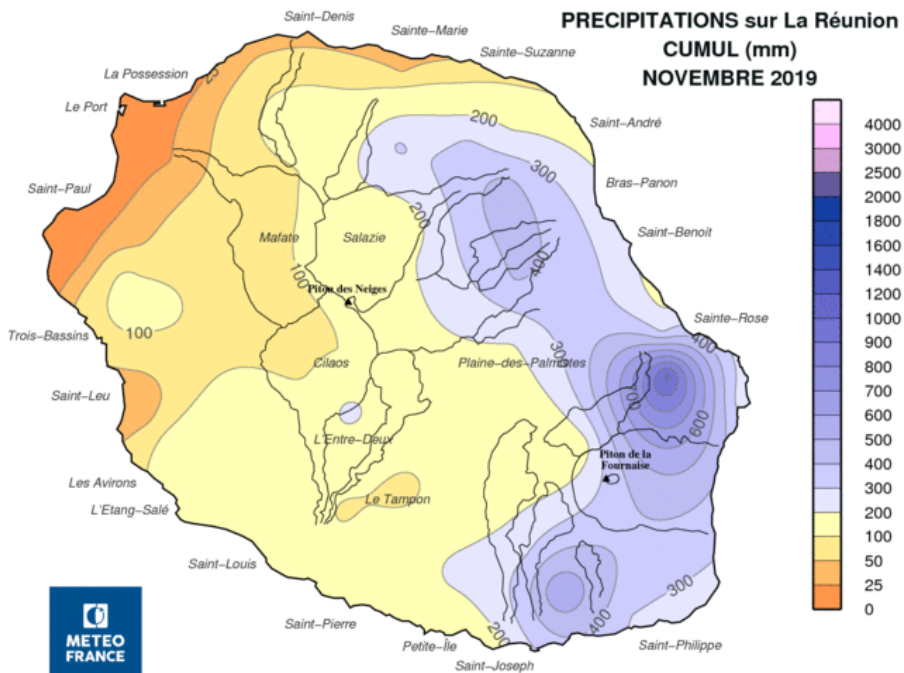 PRECIPITATIONS sur La Réunion
CUMUL (mm)
NOVEMBRE 2019
Saint-Denis
Sainte-Marie
Sainte-Suzanne
La Possession
Le Port
Saint-André
Saint-Paul
Bras-Panon
Mafate
Salazie
Saint-Benoit
Piton des Neiges
Trois-Bassins
Sainte-Rose
Cilaos
Plaine-des-Palmistes
Saint-Leu
L'Entre-Deux
Piton de la
Fournaise
Les Avirons
Le Tampon
L'Etang-Salé
Saint-Louis
Saint-Pierre
Petite-Île
Saint-Joseph
Saint-Philippe
25
200
300
200
400
100
100
300
400
600
200
400
300
4000
3000
2500
2000
1800
1600
1400
1200
1000
800
700
600
500
400
300
200
100
50
25
0
METEO
FRANCE